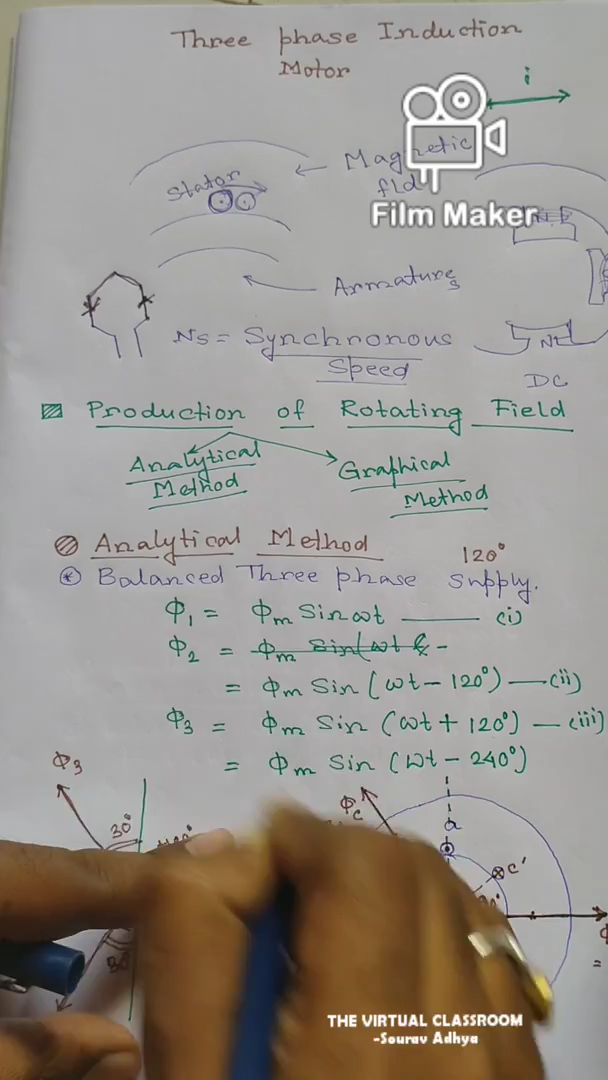 Three phase Induction
Motor
i
Magnetic
fld
Film Maker
Stator
N
Armature
s
Ns = Synchronous
Speed
N
DC
Production of Rotating Field
Analytical
Method
Graphical
Method
Analytical Method
120°
Balanced Three phase supply.
Φ₁ = Φm Sin ωt ——— (i)
Φ₂ = Φm Sin(ωt
= Φm Sin (ωt − 120°) —(ii)
Φ₃ = Φm Sin (ωt + 120°) —(iii)
= Φm Sin (ωt − 240°)
Φ₃
30°
Φc
a
c'
THE VIRTUAL CLASSROOM
-Sourav Adhya